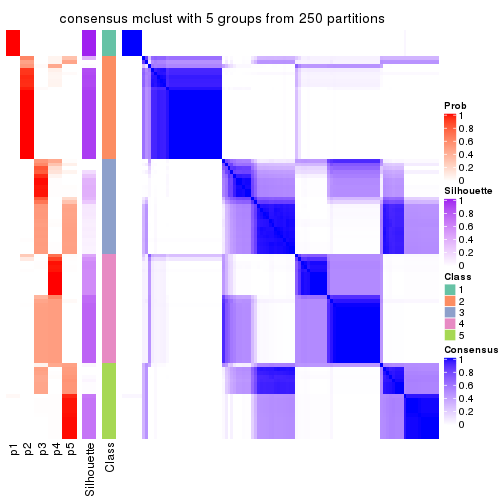 consensus mclust with 5 groups from 250 partitions
p1
p2
p3
p4
p5
Silhouette
Class
Prob
1
0.8
0.6
0.4
0.2
0
Silhouette
1
0.8
0.6
0.4
0.2
0
Class
1
2
3
4
5
Consensus
1
0.8
0.6
0.4
0.2
0